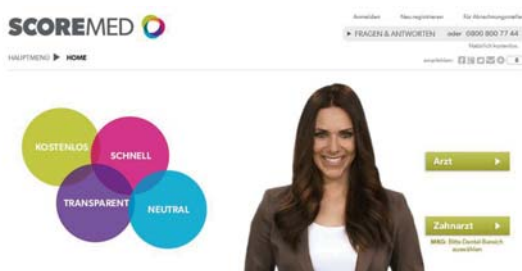 SCOREMED
Anmelden Neu registrieren Für Abrechnungsstelle
FRAGEN & ANTWORTEN oder 0800 800 77 44
Natürlich kostenlos.
HAUPTMENÜ HOME
empfehlen:
KOSTENLOS
SCHNELL
TRANSPARENT
NEUTRAL
Arzt
Zahnarzt
MKG: Bitte Dental Bereich
auswählen